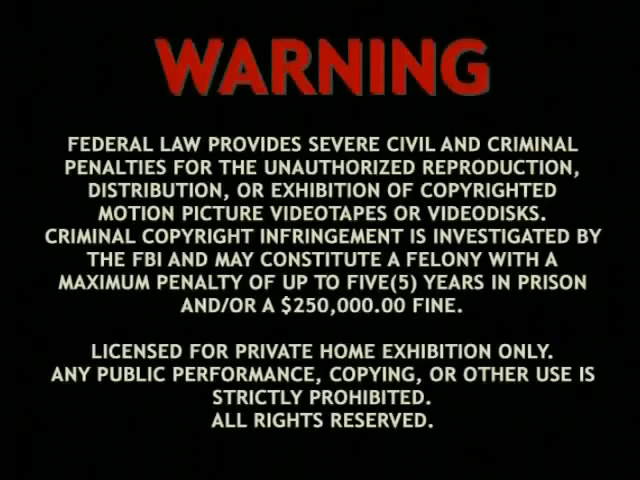 WARNING
FEDERAL LAW PROVIDES SEVERE CIVIL AND CRIMINAL
PENALTIES FOR THE UNAUTHORIZED REPRODUCTION,
DISTRIBUTION, OR EXHIBITION OF COPYRIGHTED
MOTION PICTURE VIDEOTAPES OR VIDEODISKS.
CRIMINAL COPYRIGHT INFRINGEMENT IS INVESTIGATED BY
THE FBI AND MAY CONSTITUTE A FELONY WITH A
MAXIMUM PENALTY OF UP TO FIVE(5) YEARS IN PRISON
AND/OR A $250,000.00 FINE.
LICENSED FOR PRIVATE HOME EXHIBITION ONLY.
ANY PUBLIC PERFORMANCE, COPYING, OR OTHER USE IS
STRICTLY PROHIBITED.
ALL RIGHTS RESERVED.